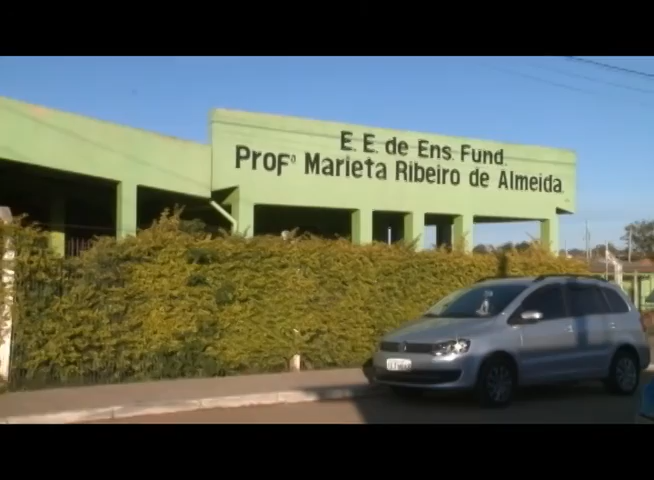 E. E. de Ens. Fund.
Profª Marieta Ribeiro de Almeida.